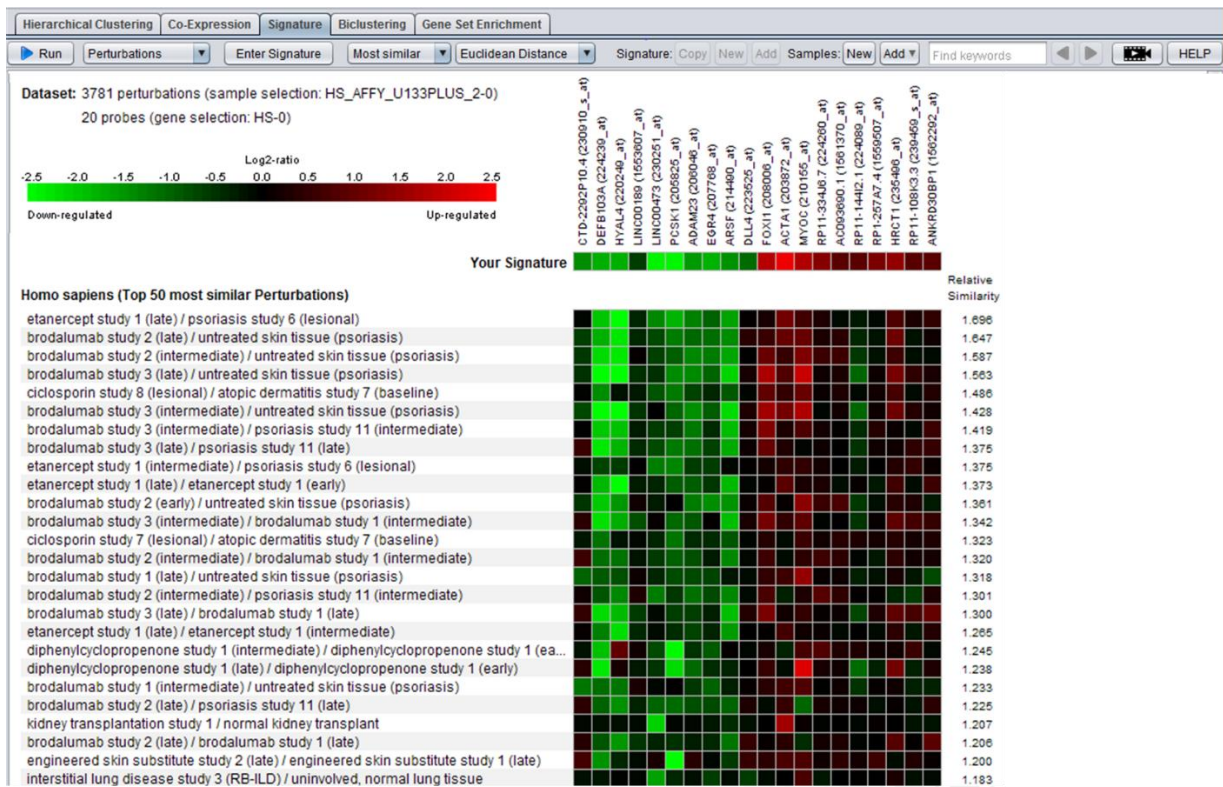 Hierarchical Clustering Co-Expression Signature Biclustering Gene Set Enrichment
Run Perturbations Enter Signature Most similar Euclidean Distance Signature: Copy New Add Samples: New Add Find keywords HELP
Dataset: 3781 perturbations (sample selection: HS_AFFY_U133PLUS_2-0)
20 probes (gene selection: HS-0)
Log2-ratio
-2.5 -2.0 -1.5 -1.0 -0.5 0.0 0.5 1.0 1.5 2.0 2.5
Down-regulated Up-regulated
CTD-2292P10.4 (230910_s_at)
DEFB103A (224239_at)
HYAL4 (220249_at)
LINC00189 (1553607_at)
LINC00473 (230251_at)
PCSK1 (205825_at)
ADAM23 (206046_at)
EGR4 (207768_at)
ARSF (214490_at)
DLL4 (223525_at)
FOXI1 (208006_at)
ACTA1 (203872_at)
MYOC (210155_at)
RP11-334J6.7 (224260_at)
AC093690.1 (1561370_at)
RP11-144I2.1 (224089_at)
RP1-257A7.4 (1559507_at)
HRCT1 (235496_at)
RP11-108K3.3 (239459_s_at)
ANKRD30BP1 (1562292_at)
Your Signature
Relative
Similarity
Homo sapiens (Top 50 most similar Perturbations)
etanercept study 1 (late) / psoriasis study 6 (lesional) 1.696
brodalumab study 2 (late) / untreated skin tissue (psoriasis) 1.647
brodalumab study 2 (intermediate) / untreated skin tissue (psoriasis) 1.587
brodalumab study 3 (late) / untreated skin tissue (psoriasis) 1.563
ciclosporin study 8 (lesional) / atopic dermatitis study 7 (baseline) 1.486
brodalumab study 3 (intermediate) / untreated skin tissue (psoriasis) 1.428
brodalumab study 3 (intermediate) / psoriasis study 11 (intermediate) 1.419
brodalumab study 3 (late) / psoriasis study 11 (late) 1.375
etanercept study 1 (intermediate) / psoriasis study 6 (lesional) 1.375
etanercept study 1 (late) / etanercept study 1 (early) 1.373
brodalumab study 2 (early) / untreated skin tissue (psoriasis) 1.361
brodalumab study 3 (intermediate) / brodalumab study 1 (intermediate) 1.342
ciclosporin study 7 (lesional) / atopic dermatitis study 7 (baseline) 1.323
brodalumab study 2 (intermediate) / brodalumab study 1 (intermediate) 1.320
brodalumab study 1 (late) / untreated skin tissue (psoriasis) 1.318
brodalumab study 2 (intermediate) / psoriasis study 11 (intermediate) 1.301
brodalumab study 3 (late) / brodalumab study 1 (late) 1.300
etanercept study 1 (late) / etanercept study 1 (intermediate) 1.265
diphenylcyclopropenone study 1 (intermediate) / diphenylcyclopropenone study 1 (ea... 1.245
diphenylcyclopropenone study 1 (late) / diphenylcyclopropenone study 1 (early) 1.238
brodalumab study 1 (intermediate) / untreated skin tissue (psoriasis) 1.233
brodalumab study 2 (late) / psoriasis study 11 (late) 1.225
kidney transplantation study 1 / normal kidney transplant 1.207
brodalumab study 2 (late) / brodalumab study 1 (late) 1.206
engineered skin substitute study 2 (late) / engineered skin substitute study 1 (late) 1.200
interstitial lung disease study 3 (RB-ILD) / uninvolved, normal lung tissue 1.183